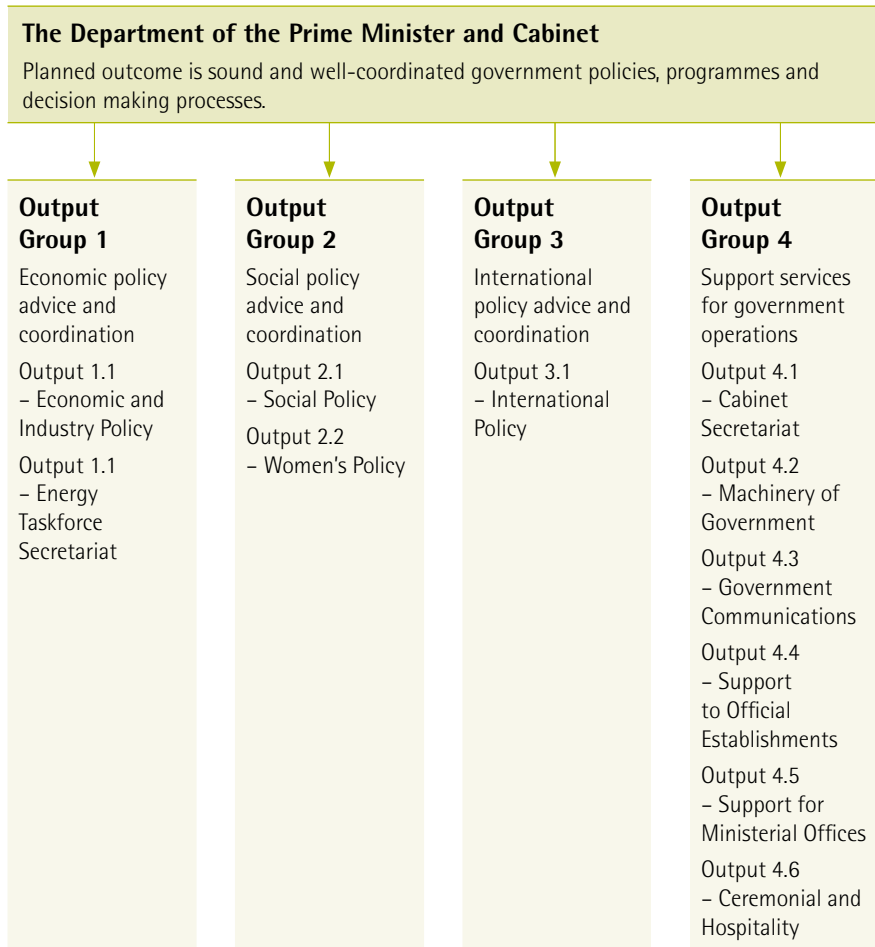 The Department of the Prime Minister and Cabinet
Planned outcome is sound and well-coordinated government policies, programmes and
decision making processes.
Output
Group 1
Economic policy
advice and
coordination
Output 1.1
– Economic and
Industry Policy
Output 1.1
– Energy
Taskforce
Secretariat
Output
Group 2
Social policy
advice and
coordination
Output 2.1
– Social Policy
Output 2.2
– Women's Policy
Output
Group 3
International
policy advice and
coordination
Output 3.1
– International
Policy
Output
Group 4
Support services
for government
operations
Output 4.1
– Cabinet
Secretariat
Output 4.2
– Machinery of
Government
Output 4.3
– Government
Communications
Output 4.4
– Support
to Official
Establishments
Output 4.5
– Support for
Ministerial Offices
Output 4.6
– Ceremonial and
Hospitality